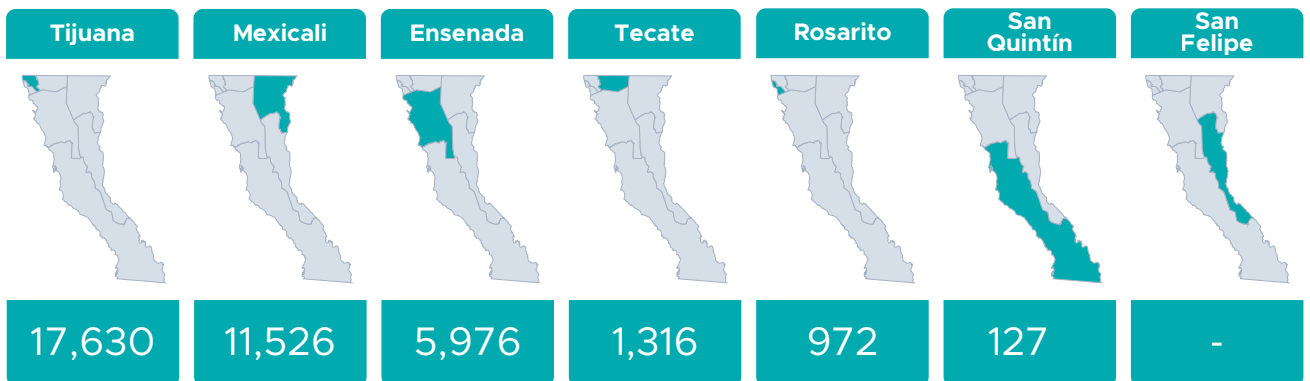 Tijuana
Mexicali
Ensenada
Tecate
Rosarito
San
Quintín
San
Felipe
17,630
11,526
5,976
1,316
972
127
-